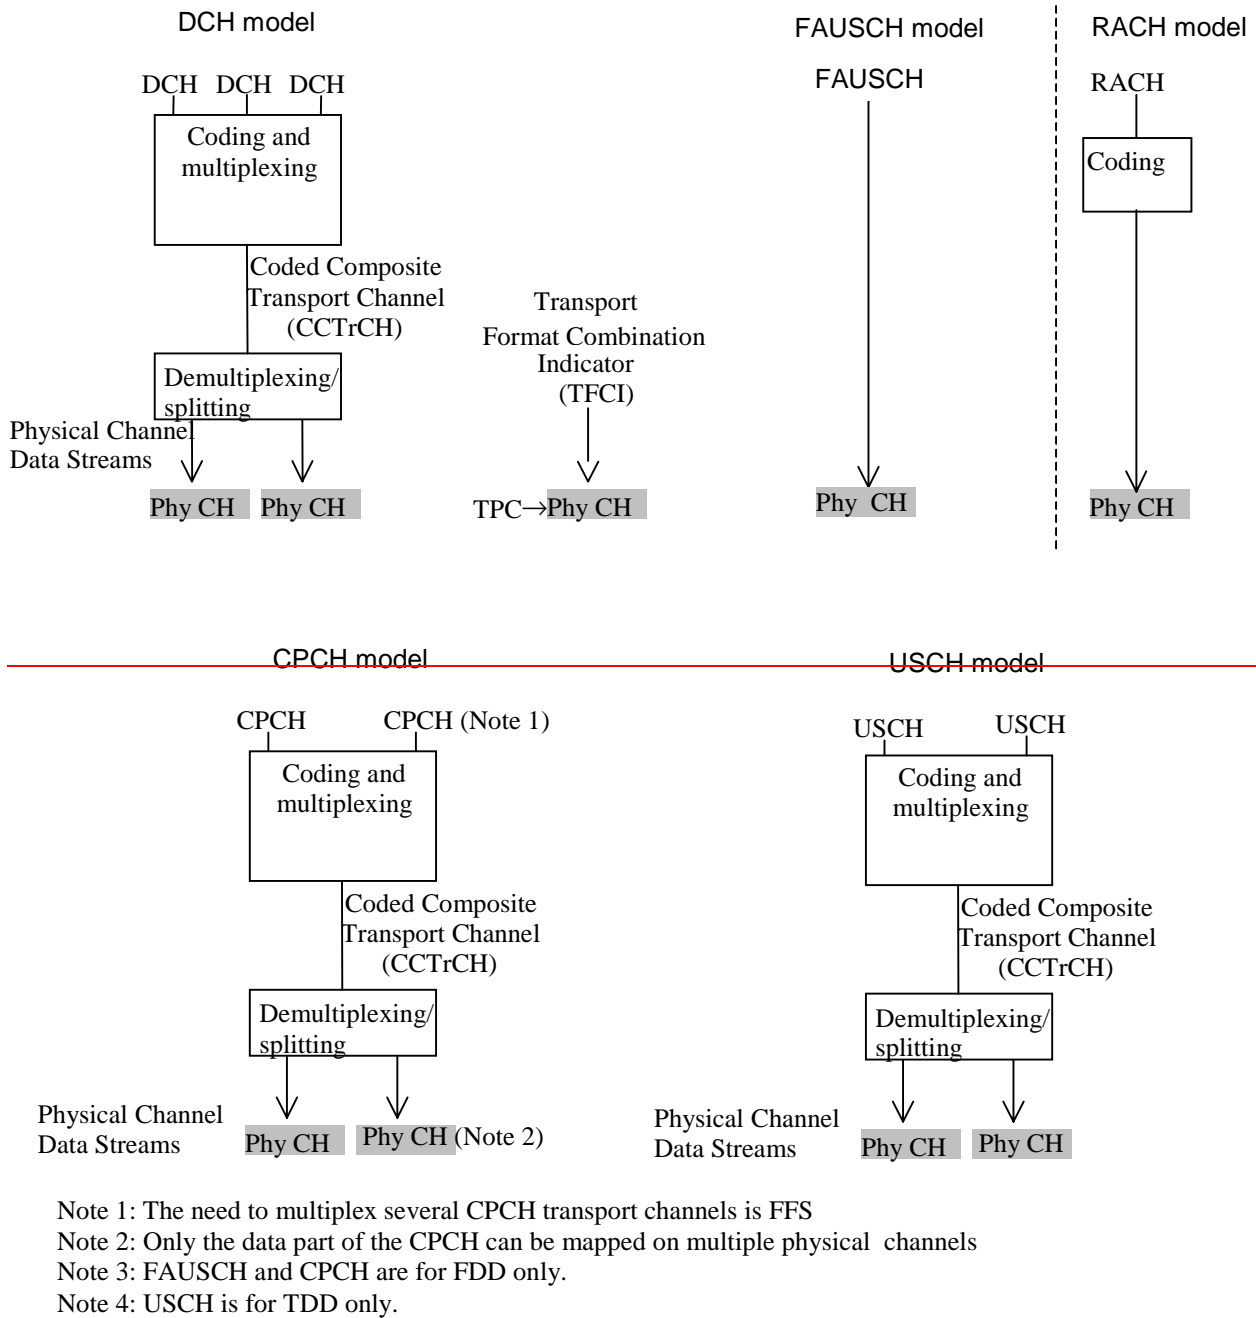 DCH model
FAUSCH model
RACH model
DCH DCH DCH
FAUSCH
RACH
Coding and
multiplexing
Coding
Coded Composite
Transport Channel
(CCTrCH)
Transport
Format Combination
Indicator
(TFCI)
Demultiplexing/
splitting
Physical Channel
Data Streams
Phy CH
Phy CH
TPC→Phy CH
Phy CH
Phy CH
CPCH model
USCH model
CPCH
CPCH (Note 1)
USCH
USCH
Coding and
multiplexing
Coding and
multiplexing
Coded Composite
Transport Channel
(CCTrCH)
Coded Composite
Transport Channel
(CCTrCH)
Demultiplexing/
splitting
Demultiplexing/
splitting
Physical Channel
Data Streams
Phy CH
Phy CH (Note 2)
Physical Channel
Data Streams
Phy CH
Phy CH
Note 1: The need to multiplex several CPCH transport channels is FFS
Note 2: Only the data part of the CPCH can be mapped on multiple physical channels
Note 3: FAUSCH and CPCH are for FDD only.
Note 4: USCH is for TDD only.